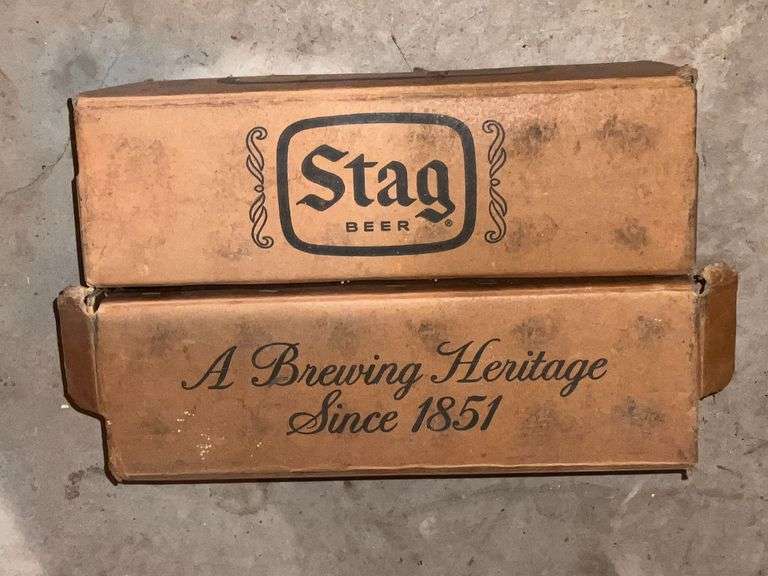 Stag
BEER ®
A Brewing Heritage
Since 1851